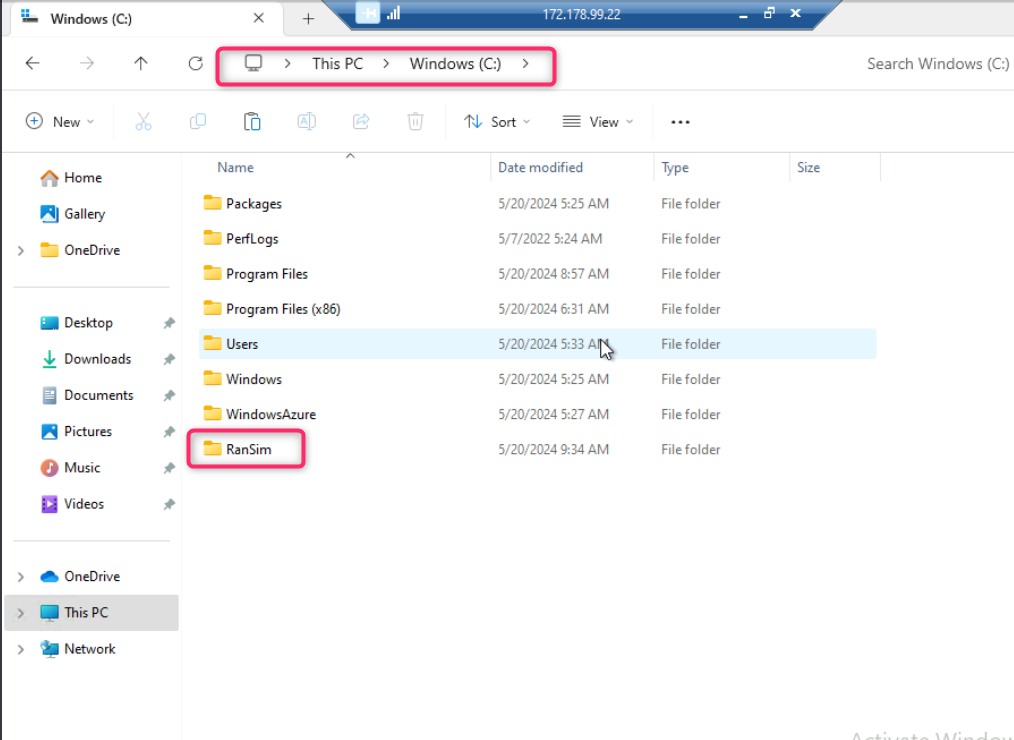 Windows (C:)
172.178.99.22
This PC > Windows (C:) >
Search Windows (C:)
New
Sort
View
Name Date modified Type Size
Home
Gallery
OneDrive
Desktop
Downloads
Documents
Pictures
Music
Videos
OneDrive
This PC
Network
Packages 5/20/2024 5:25 AM File folder
PerfLogs 5/7/2022 5:24 AM File folder
Program Files 5/20/2024 8:57 AM File folder
Program Files (x86) 5/20/2024 6:31 AM File folder
Users 5/20/2024 5:33 AM File folder
Windows 5/20/2024 5:25 AM File folder
WindowsAzure 5/20/2024 5:27 AM File folder
RanSim 5/20/2024 9:34 AM File folder